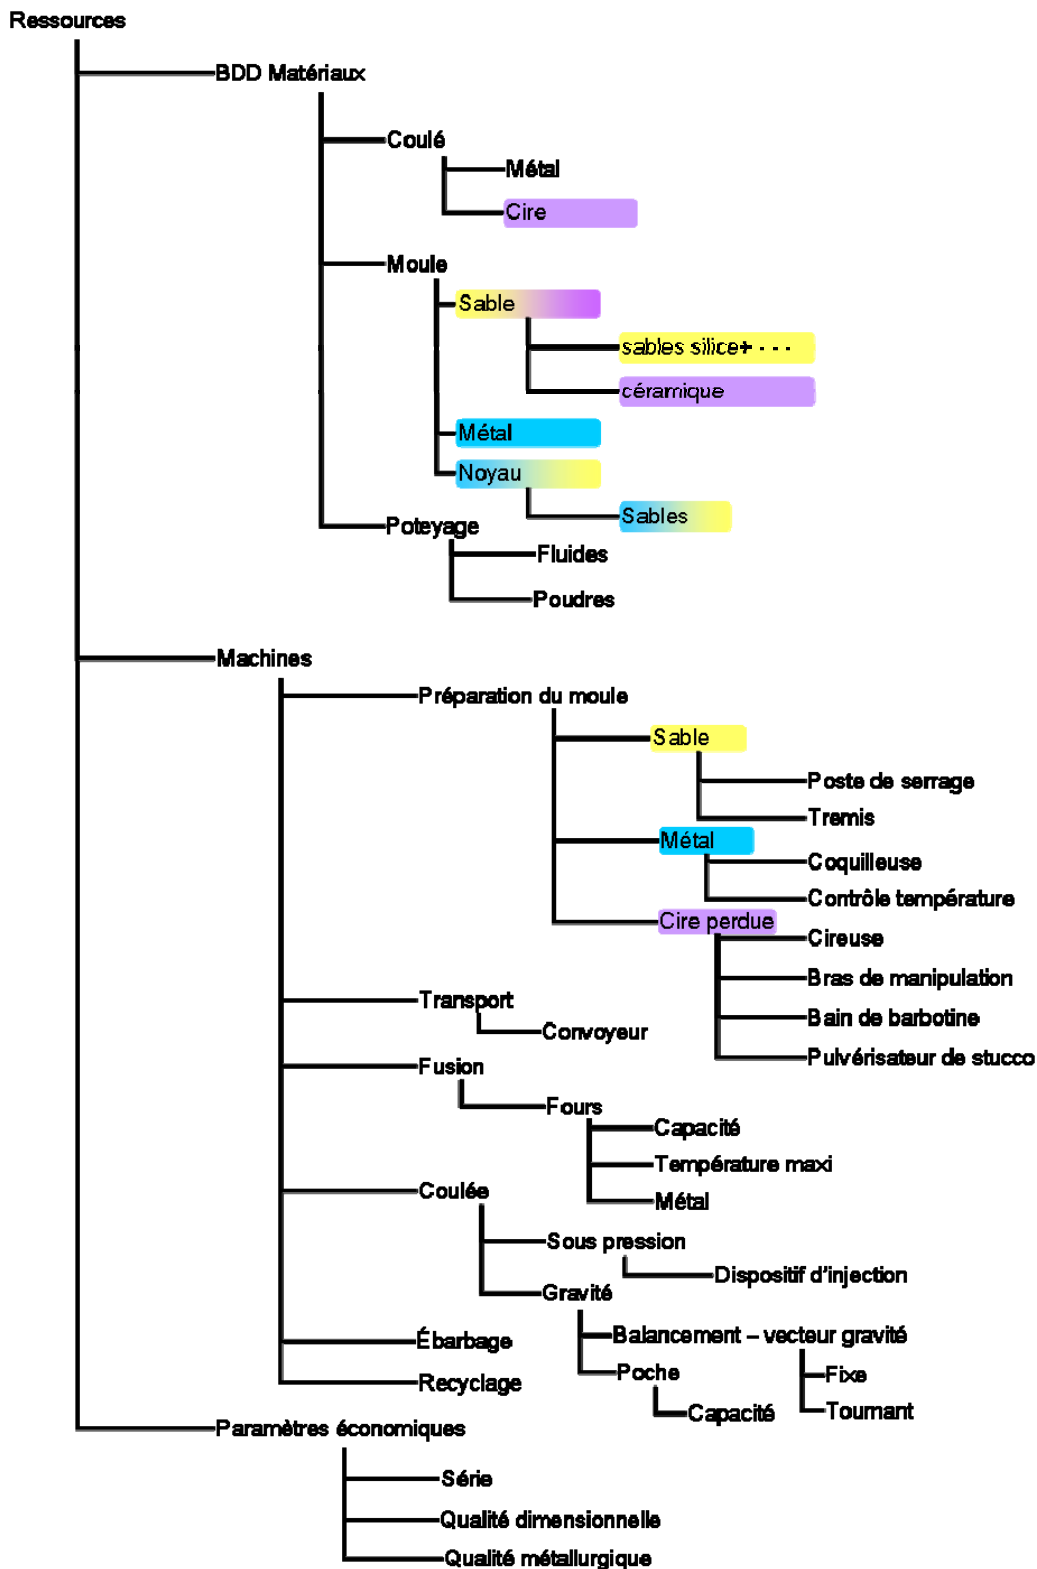 Ressources
BDD Matériaux
Coulé
Métal
Cire
Moule
Sable
sables silice+ - - -
céramique
Métal
Noyau
Sables
Poteyage
Fluides
Poudres
Machines
Préparation du moule
Sable
Poste de serrage
Tremis
Métal
Coquilleuse
Contrôle température
Cire perdue
Cireuse
Bras de manipulation
Bain de barbotine
Pulvérisateur de stucco
Transport
Convoyeur
Fusion
Fours
Capacité
Température maxi
Métal
Coulée
Sous pression
Dispositif d'injection
Gravité
Balancement – vecteur gravité
Fixe
Tournant
Poche
Capacité
Ébarbage
Recyclage
Paramètres économiques
Série
Qualité dimensionnelle
Qualité métallurgique